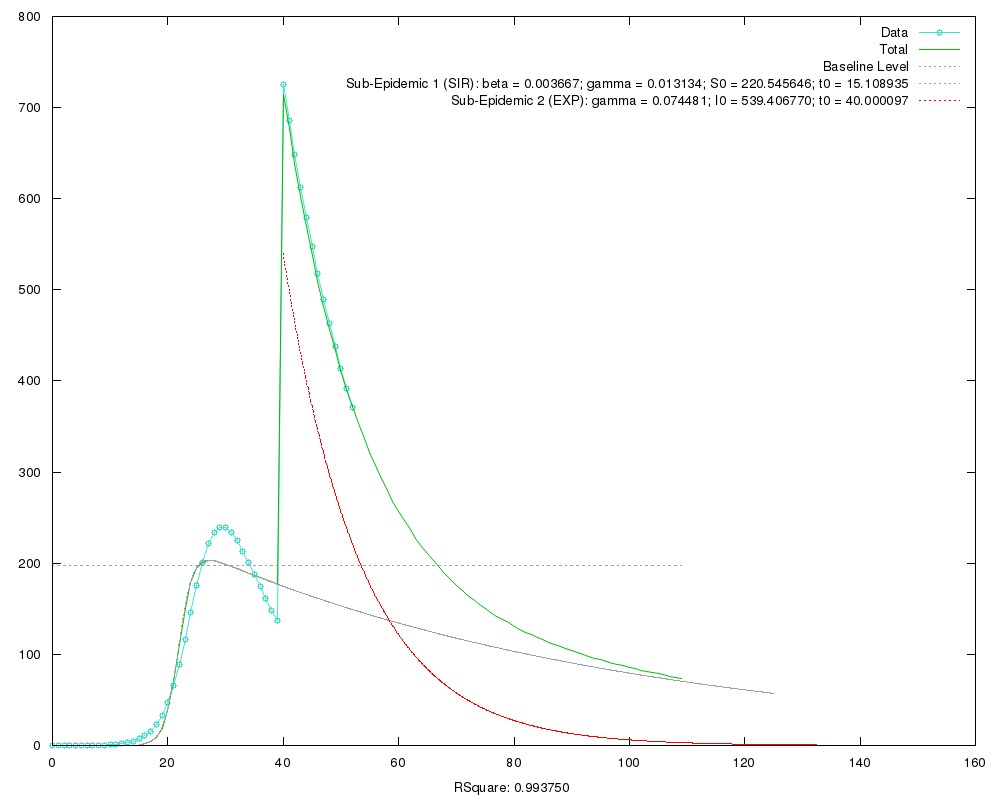 800
700
600
500
400
300
200
100
0
0 20 40 60 80 100 120 140 160
Data
Total
Baseline Level
Sub-Epidemic 1 (SIR): beta = 0.003667; gamma = 0.013134; S0 = 220.545646; t0 = 15.108935
Sub-Epidemic 2 (EXP): gamma = 0.074481; I0 = 539.406770; t0 = 40.000097
RSquare: 0.993750